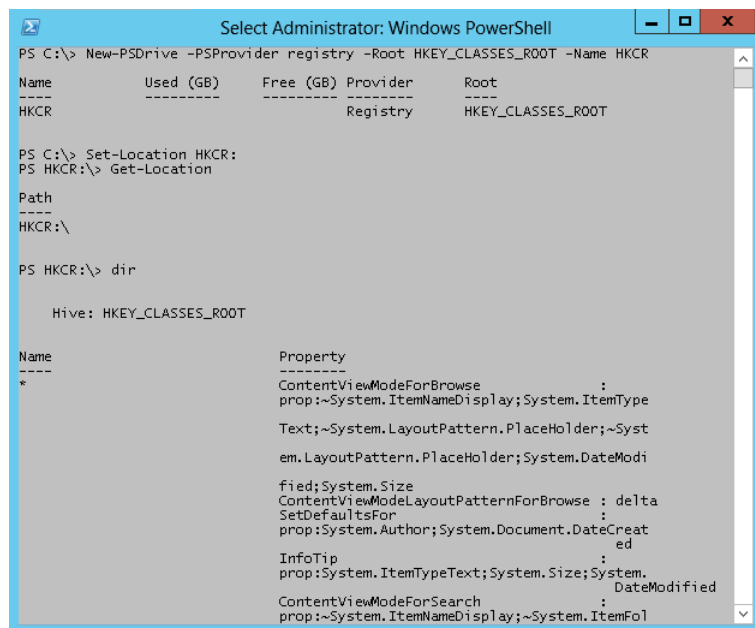 Select Administrator: Windows PowerShell
PS C:\> New-PSDrive -PSProvider registry -Root HKEY_CLASSES_ROOT -Name HKCR
Name Used (GB) Free (GB) Provider Root
---- --------- --------- -------- ----
HKCR Registry HKEY_CLASSES_ROOT
PS C:\> Set-Location HKCR:
PS HKCR:\> Get-Location
Path
----
HKCR:\
PS HKCR:\> dir
Hive: HKEY_CLASSES_ROOT
Name Property
---- --------
* ContentViewModeForBrowse :
prop:~System.ItemNameDisplay;System.ItemType
Text;~System.LayoutPattern.PlaceHolder;~Syst
em.LayoutPattern.PlaceHolder;System.DateModi
fied;System.Size
ContentViewModeLayoutPatternForBrowse : delta
SetDefaultsFor :
prop:System.Author;System.Document.DateCreat
ed
InfoTip :
prop:System.ItemTypeText;System.Size;System.
DateModified
ContentViewModeForSearch :
prop:~System.ItemNameDisplay;~System.ItemFol